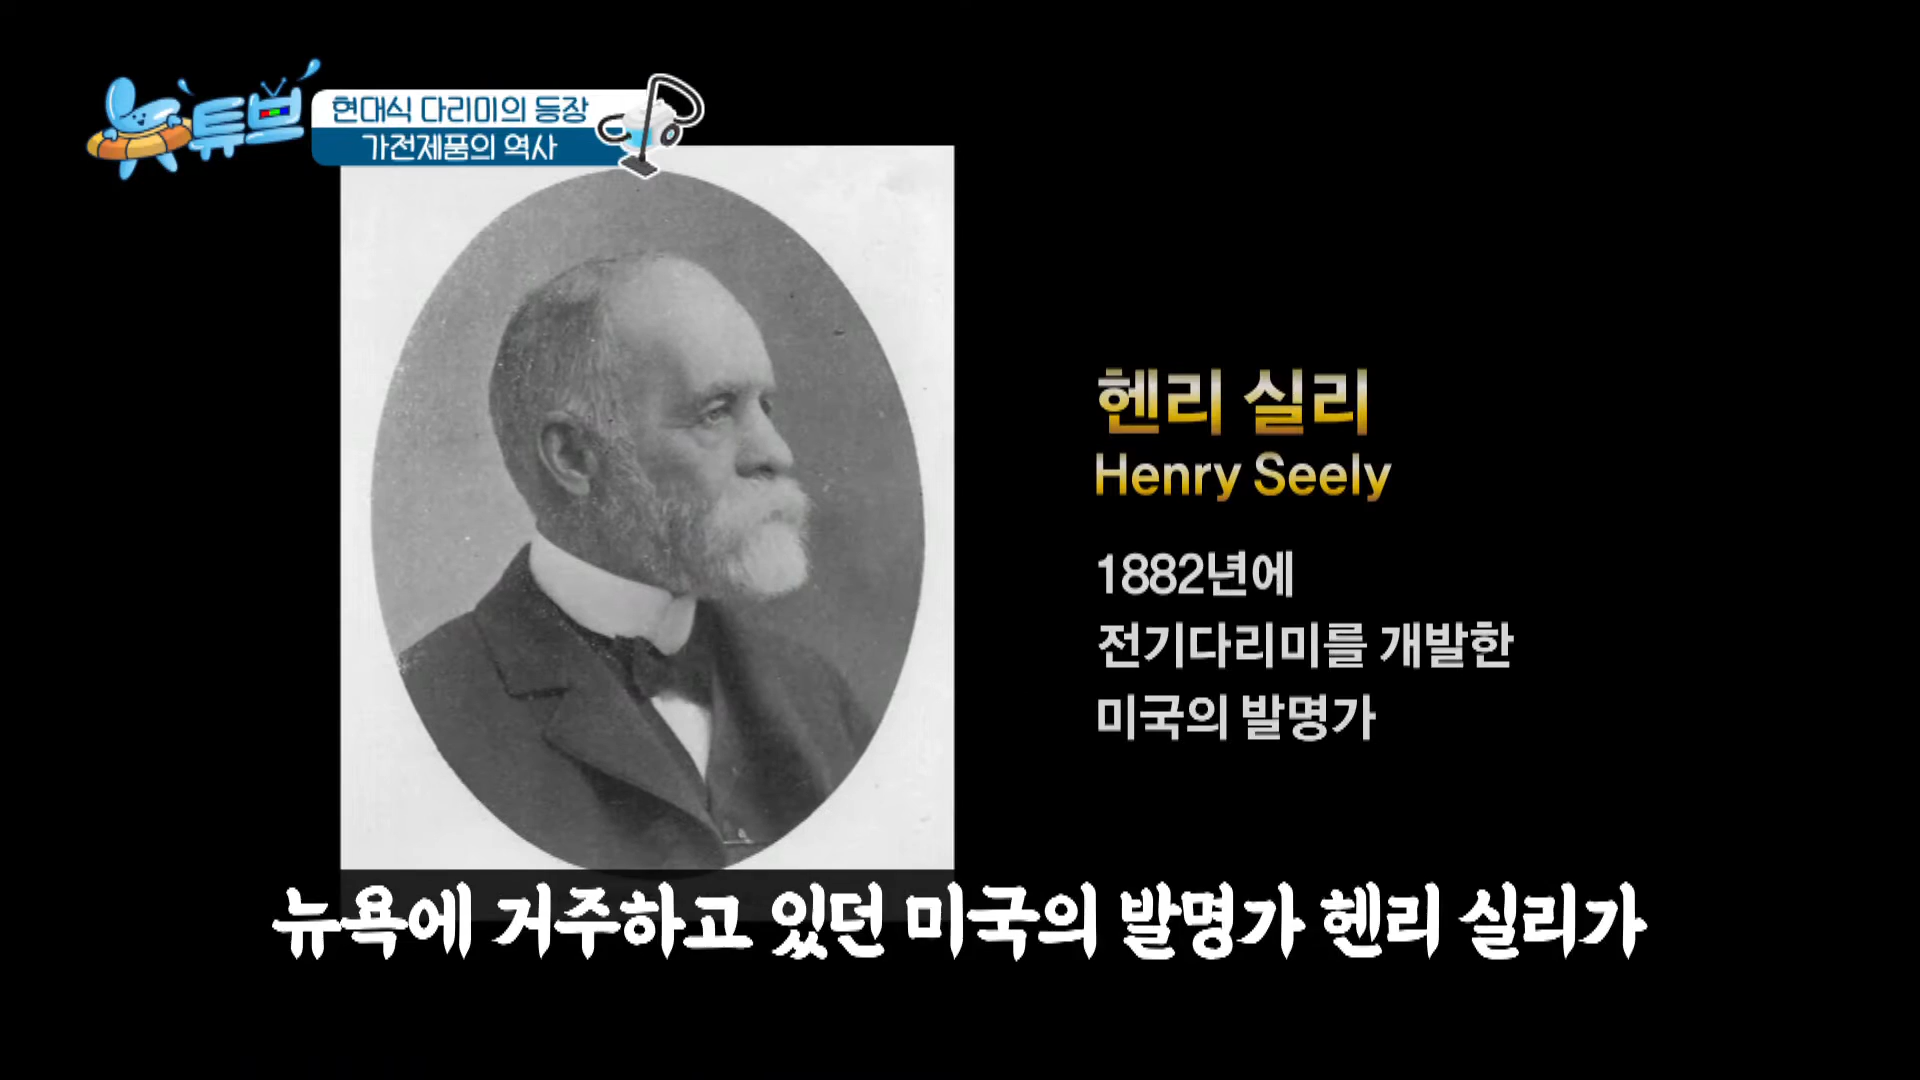 튜브
현대식 다리미의 등장
가전제품의 역사
헨리 실리
Henry Seely
1882년에
전기다리미를 개발한
미국의 발명가
뉴욕에 거주하고 있던 미국의 발명가 헨리 실리가